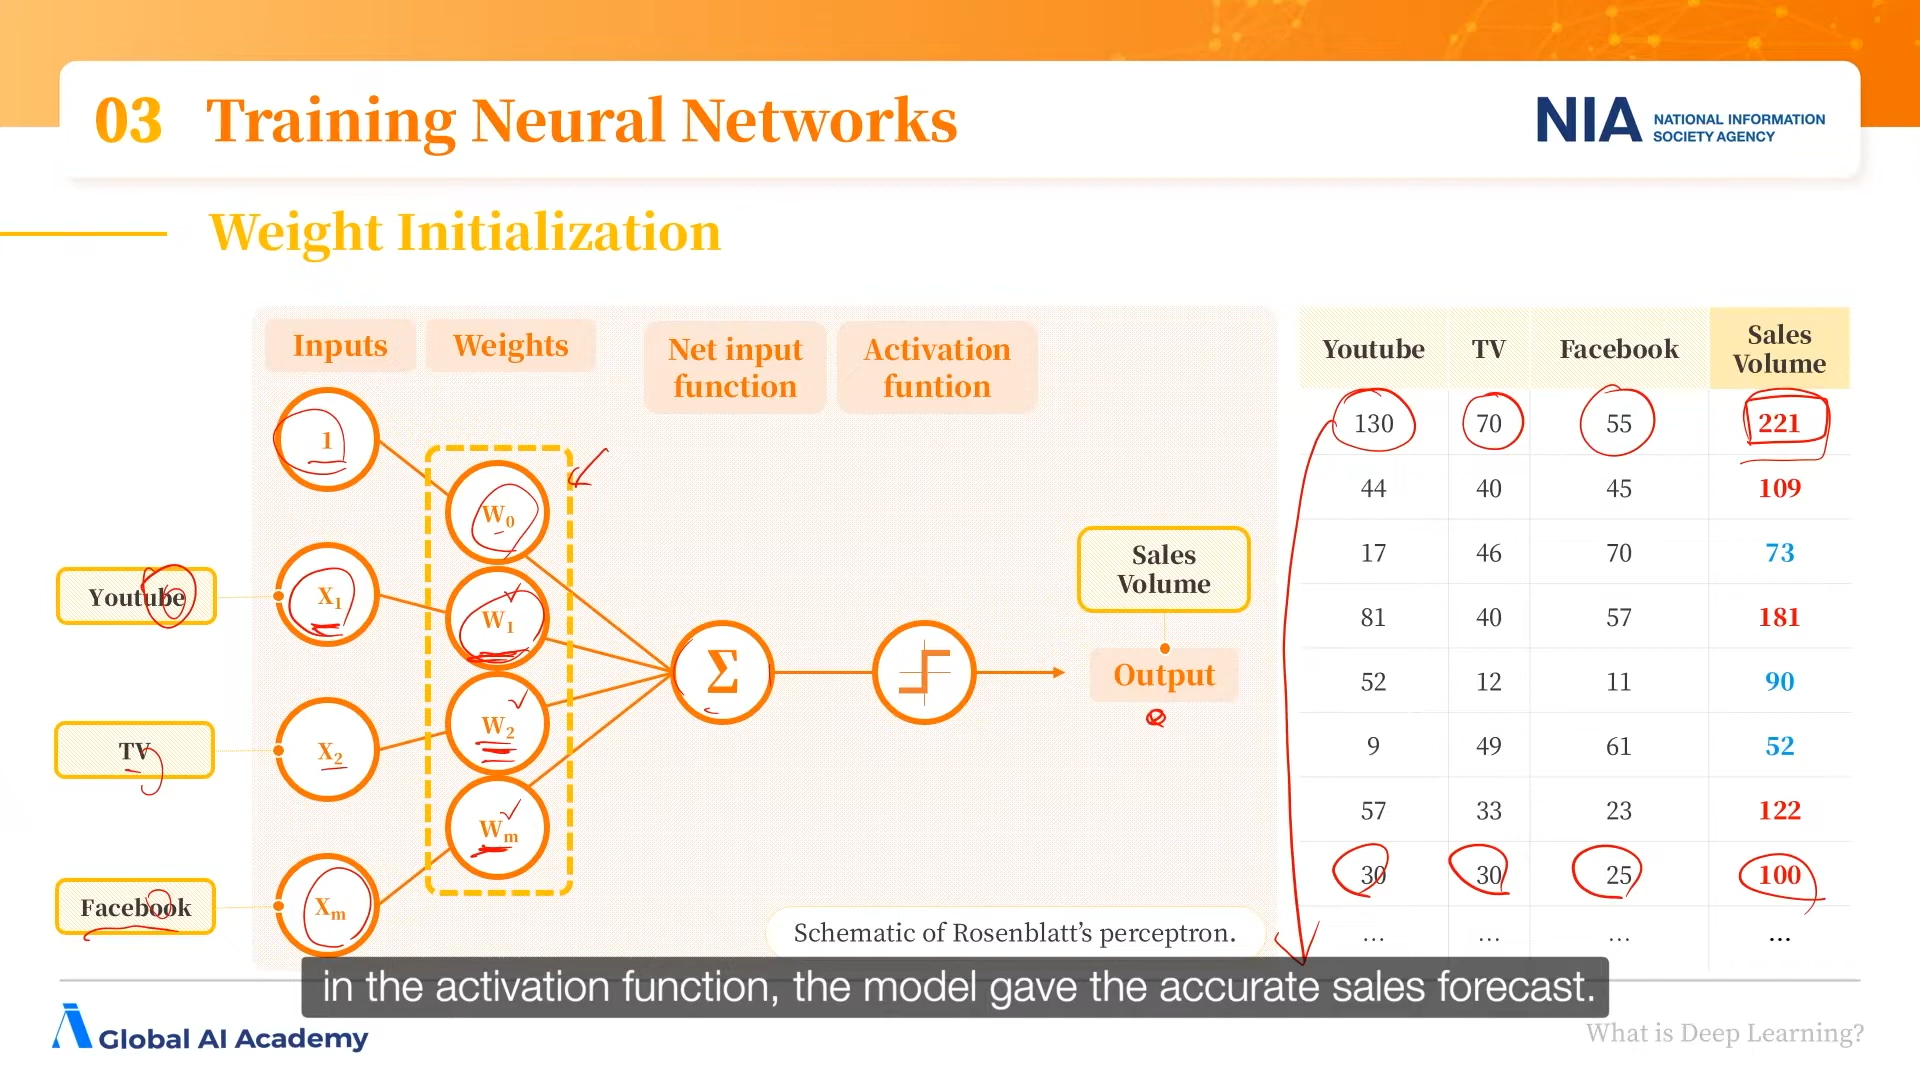 03 Training Neural Networks
NIA NATIONAL INFORMATION
SOCIETY AGENCY
Weight Initialization
Inputs
Weights
Net input
function
Activation
funtion
1
X1
X2
Xm
W0
W1
W2
Wm
Youtube
TV
Facebook
Σ
Sales
Volume
Output
Schematic of Rosenblatt's perceptron.
Youtube TV Facebook Sales Volume
130 70 55 221
44 40 45 109
17 46 70 73
81 40 57 181
52 12 11 90
9 49 61 52
57 33 23 122
30 30 25 100
... ... ... ...
in the activation function, the model gave the accurate sales forecast.
Global AI Academy
What is Deep Learning?